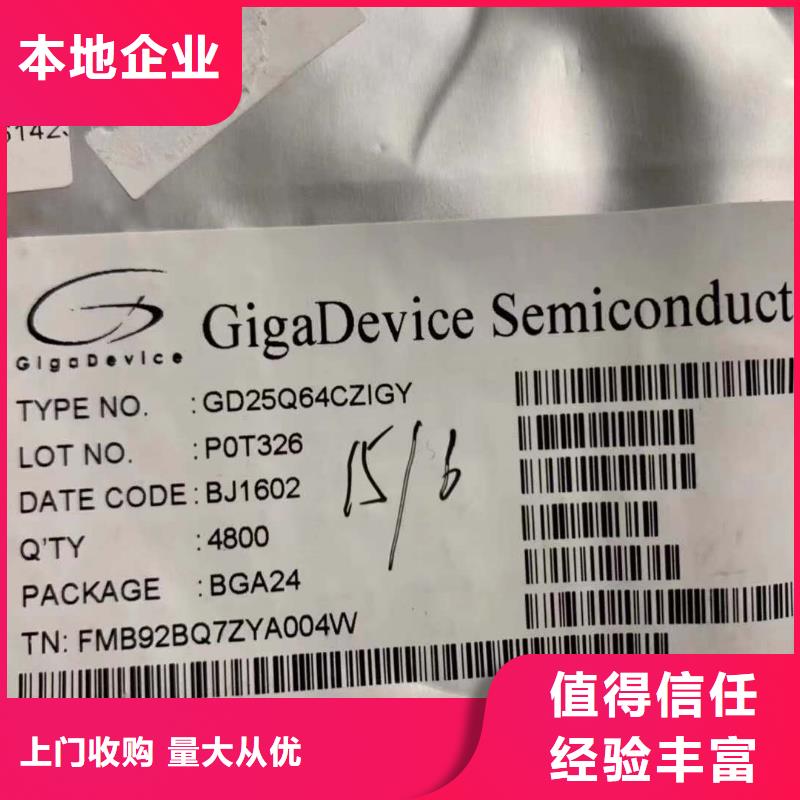 本地企业
GigaDevice
GigaDevice Semiconduct
TYPE NO. :GD25Q64CZIGY
LOT NO. :P0T326
DATE CODE:BJ1602
Q'TY :4800
PACKAGE :BGA24
TN: FMB92BQ7ZYA004W
15/6
值得信任
经验丰富
上门收购 量大从优